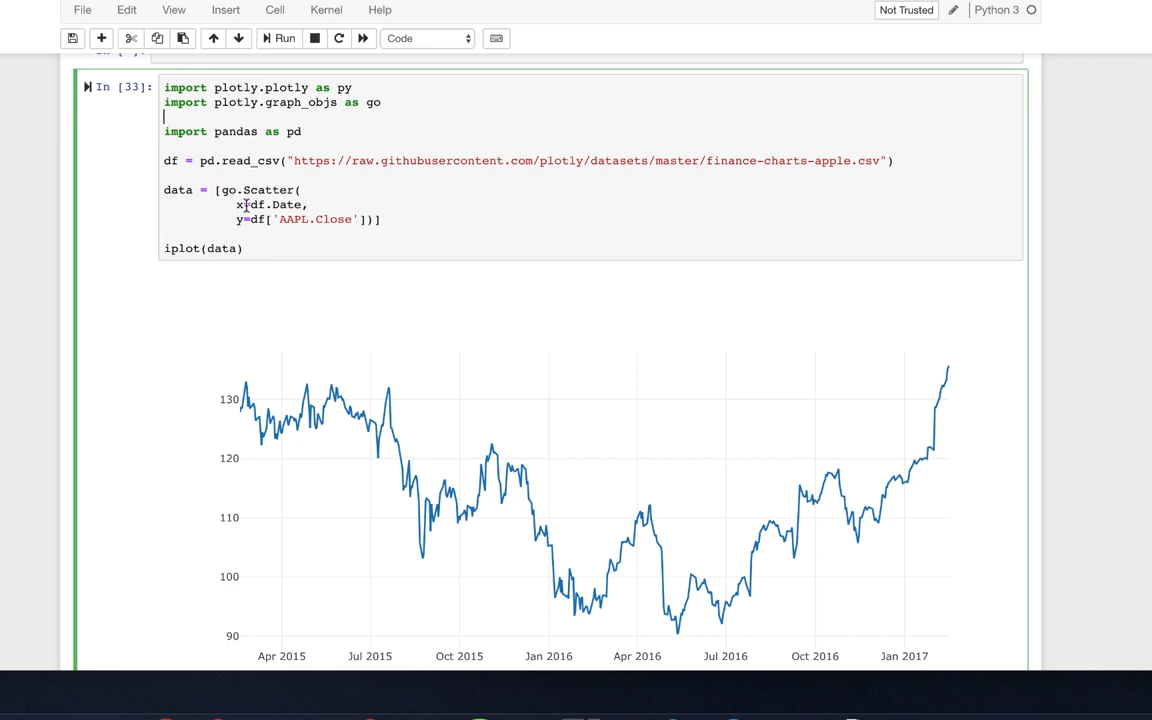 File Edit View Insert Cell Kernel Help Not Trusted Python 3
Run Code
In [33]: import plotly.plotly as py
import plotly.graph_objs as go
import pandas as pd
df = pd.read_csv("https://raw.githubusercontent.com/plotly/datasets/master/finance-charts-apple.csv")
data = [go.Scatter(
x=df.Date,
y=df['AAPL.Close'])]
iplot(data)
130
120
110
100
90
Apr 2015 Jul 2015 Oct 2015 Jan 2016 Apr 2016 Jul 2016 Oct 2016 Jan 2017